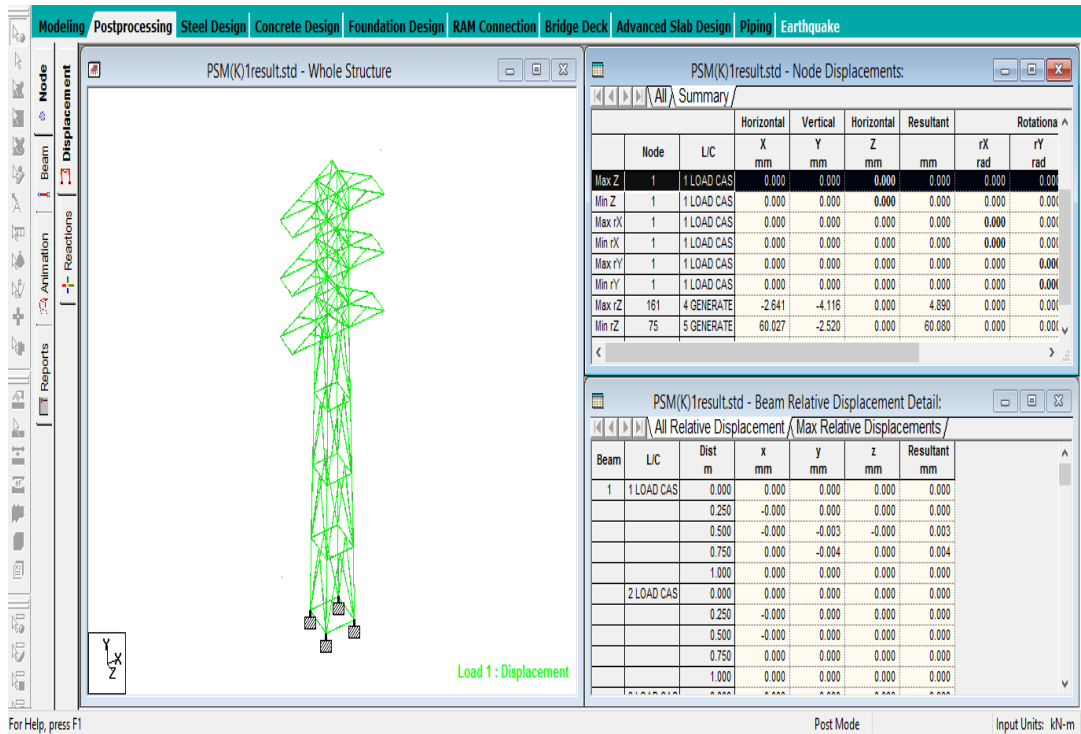 Modeling Postprocessing Steel Design Concrete Design Foundation Design RAM Connection Bridge Deck Advanced Slab Design Piping Earthquake
Node
Beam
Animation
Reports
Displacement
Reactions
PSM(K)1result.std - Whole Structure
Y
X
Z
Load 1 : Displacement
PSM(K)1result.std - Node Displacements:
All Summary
Horizontal Vertical Horizontal Resultant Rotationa
Node L/C X Y Z rX rY
mm mm mm mm rad rad
Max Z 1 1 LOAD CAS 0.000 0.000 0.000 0.000 0.000 0.000
Min Z 1 1 LOAD CAS 0.000 0.000 0.000 0.000 0.000 0.000
Max rX 1 1 LOAD CAS 0.000 0.000 0.000 0.000 0.000 0.000
Min rX 1 1 LOAD CAS 0.000 0.000 0.000 0.000 0.000 0.000
Max rY 1 1 LOAD CAS 0.000 0.000 0.000 0.000 0.000 0.000
Min rY 1 1 LOAD CAS 0.000 0.000 0.000 0.000 0.000 0.000
Max rZ 161 4 GENERATE -2.641 -4.116 0.000 4.890 0.000 0.000
Min rZ 75 5 GENERATE 60.027 -2.520 0.000 60.080 0.000 0.000
PSM(K)1result.std - Beam Relative Displacement Detail:
All Relative Displacement Max Relative Displacements
Beam L/C Dist x y z Resultant
m mm mm mm mm
1 1 LOAD CAS 0.000 0.000 0.000 0.000 0.000
0.250 -0.000 0.000 0.000 0.000
0.500 -0.000 -0.003 -0.000 0.003
0.750 0.000 -0.004 0.000 0.004
1.000 0.000 0.000 0.000 0.000
2 LOAD CAS 0.000 0.000 0.000 0.000 0.000
0.250 -0.000 0.000 0.000 0.000
0.500 -0.000 0.000 0.000 0.000
0.750 0.000 0.000 0.000 0.000
1.000 0.000 0.000 0.000 0.000
For Help, press F1
Post Mode
Input Units: kN-m